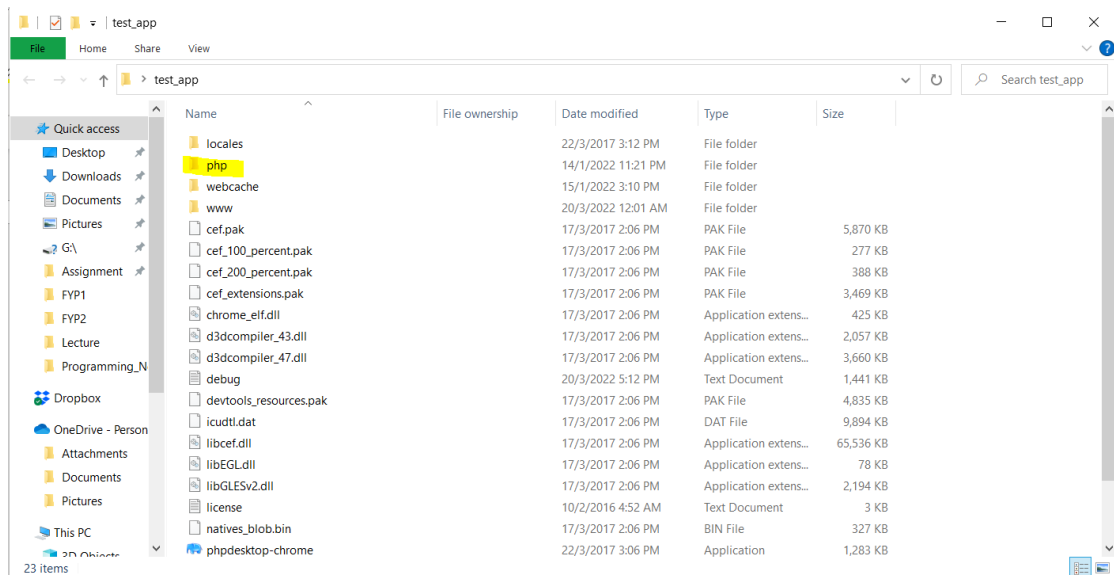 test_app
File Home Share View
test_app
Search test_app
Name File ownership Date modified Type Size
Quick access
Desktop
Downloads
Documents
Pictures
G:\
Assignment
FYP1
FYP2
Lecture
Programming_N
Dropbox
OneDrive - Person
Attachments
Documents
Pictures
This PC
3D Objects
locales 22/3/2017 3:12 PM File folder
php 14/1/2022 11:21 PM File folder
webcache 15/1/2022 3:10 PM File folder
www 20/3/2022 12:01 AM File folder
cef.pak 17/3/2017 2:06 PM PAK File 5,870 KB
cef_100_percent.pak 17/3/2017 2:06 PM PAK File 277 KB
cef_200_percent.pak 17/3/2017 2:06 PM PAK File 388 KB
cef_extensions.pak 17/3/2017 2:06 PM PAK File 3,469 KB
chrome_elf.dll 17/3/2017 2:06 PM Application extens... 425 KB
d3dcompiler_43.dll 17/3/2017 2:06 PM Application extens... 2,057 KB
d3dcompiler_47.dll 17/3/2017 2:06 PM Application extens... 3,660 KB
debug 20/3/2022 5:12 PM Text Document 1,441 KB
devtools_resources.pak 17/3/2017 2:06 PM PAK File 4,835 KB
icudtl.dat 17/3/2017 2:06 PM DAT File 9,894 KB
libcef.dll 17/3/2017 2:06 PM Application extens... 65,536 KB
libEGL.dll 17/3/2017 2:06 PM Application extens... 78 KB
libGLESv2.dll 17/3/2017 2:06 PM Application extens... 2,194 KB
license 10/2/2016 4:52 AM Text Document 3 KB
natives_blob.bin 17/3/2017 2:06 PM BIN File 327 KB
phpdesktop-chrome 22/3/2017 3:06 PM Application 1,283 KB
23 items